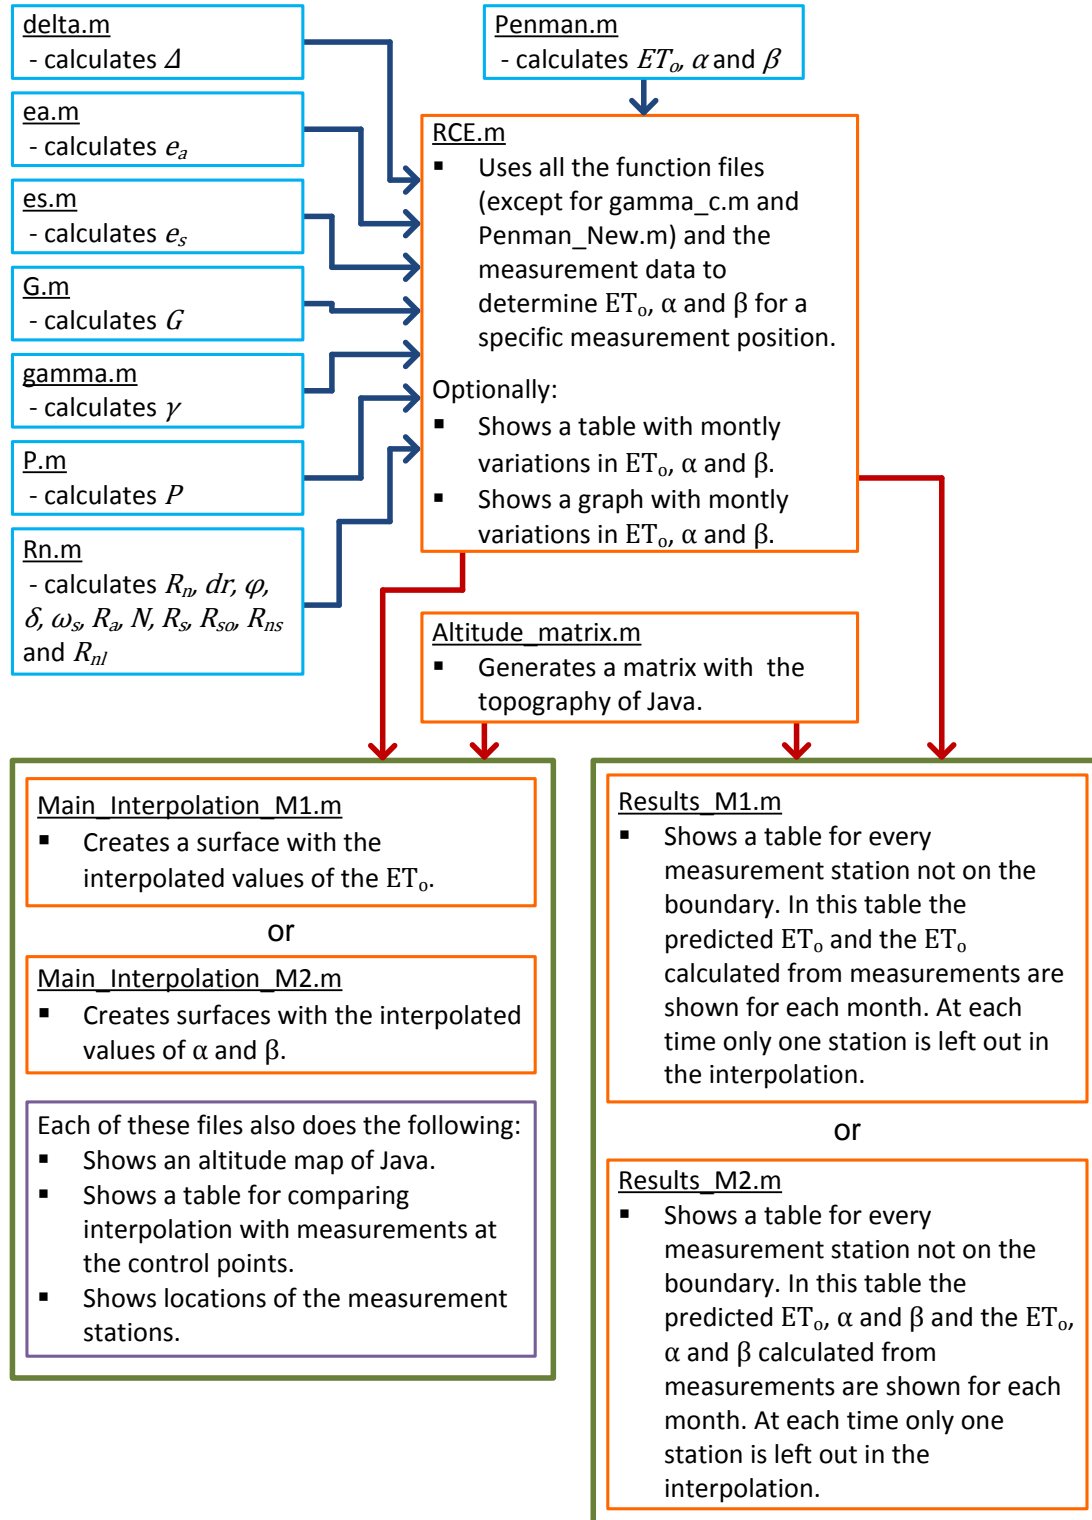 delta.m
- calculates Δ
ea.m
- calculates eₐ
es.m
- calculates eₛ
G.m
- calculates G
gamma.m
- calculates γ
P.m
- calculates P
Rn.m
- calculates Rₙ, dr, φ,
δ, ωₛ, Rₐ, N, Rₛ, Rₛₒ, Rₙₛ
and Rₙₗ
Penman.m
- calculates ETₒ, α and β
RCE.m
▪ Uses all the function files
(except for gamma_c.m and
Penman_New.m) and the
measurement data to
determine ETₒ, α and β for a
specific measurement position.
Optionally:
▪ Shows a table with montly
variations in ETₒ, α and β.
▪ Shows a graph with montly
variations in ETₒ, α and β.
Altitude_matrix.m
▪ Generates a matrix with the
topography of Java.
Main_Interpolation_M1.m
▪ Creates a surface with the
interpolated values of the ETₒ.
or
Main_Interpolation_M2.m
▪ Creates surfaces with the interpolated
values of α and β.
Each of these files also does the following:
▪ Shows an altitude map of Java.
▪ Shows a table for comparing
interpolation with measurements at
the control points.
▪ Shows locations of the measurement
stations.
Results_M1.m
▪ Shows a table for every
measurement station not on the
boundary. In this table the
predicted ETₒ and the ETₒ
calculated from measurements are
shown for each month. At each
time only one station is left out in
the interpolation.
or
Results_M2.m
▪ Shows a table for every
measurement station not on the
boundary. In this table the
predicted ETₒ, α and β and the ETₒ,
α and β calculated from
measurements are shown for each
month. At each time only one
station is left out in the
interpolation.